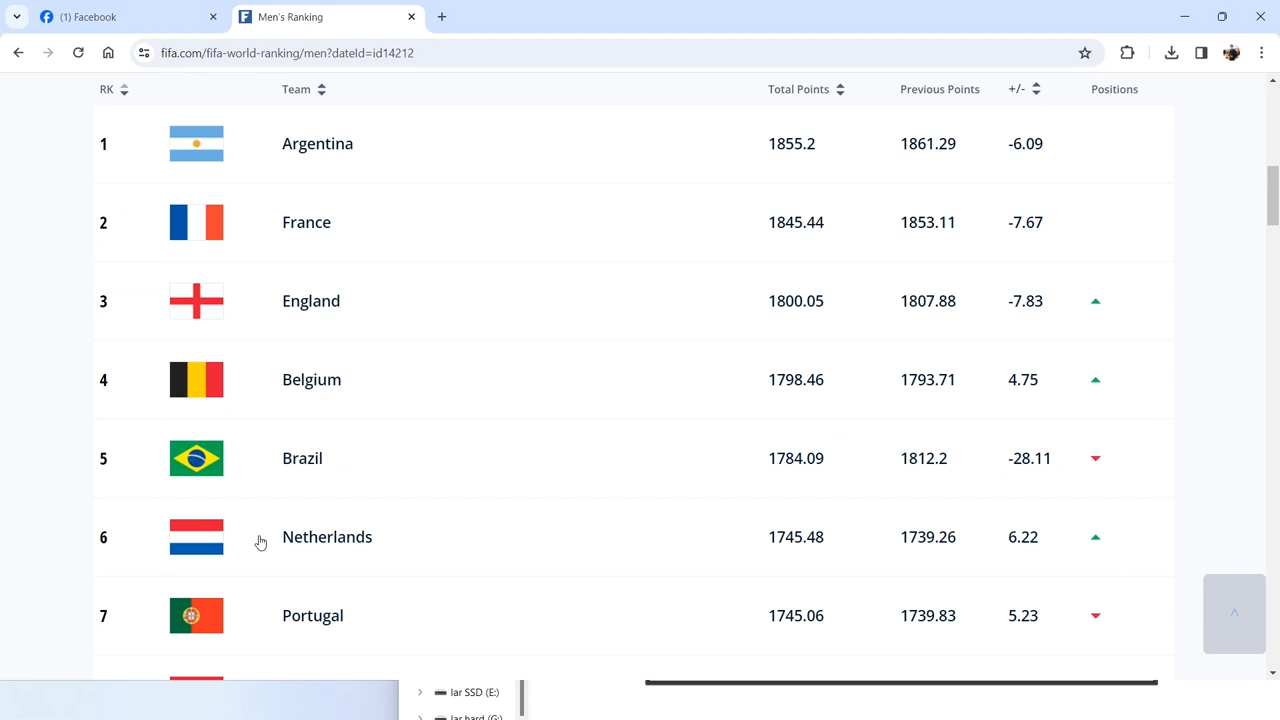 (1) Facebook
Men's Ranking
fifa.com/fifa-world-ranking/men?dateId=id14212
RK Team Total Points Previous Points +/- Positions
1 Argentina 1855.2 1861.29 -6.09
2 France 1845.44 1853.11 -7.67
3 England 1800.05 1807.88 -7.83
4 Belgium 1798.46 1793.71 4.75
5 Brazil 1784.09 1812.2 -28.11
6 Netherlands 1745.48 1739.26 6.22
7 Portugal 1745.06 1739.83 5.23
lar SSD (E:)
lar hard (G:)